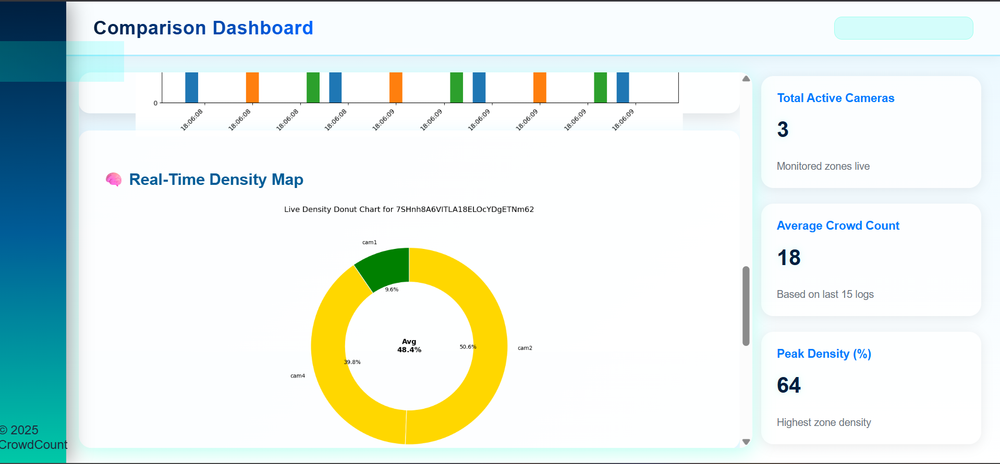 Comparison Dashboard
0
18:06:08
18:06:08
18:06:08
18:06:08
18:06:09
18:06:09
18:06:09
18:06:09
18:06:09
18:06:09
Real-Time Density Map
Live Density Donut Chart for 7SHnh8A6VITLA18ELOcYDgETNm62
cam1
9.6%
Avg
48.4%
50.6%
cam2
39.8%
cam4
Total Active Cameras
3
Monitored zones live
Average Crowd Count
18
Based on last 15 logs
Peak Density (%)
64
Highest zone density
© 2025
CrowdCount